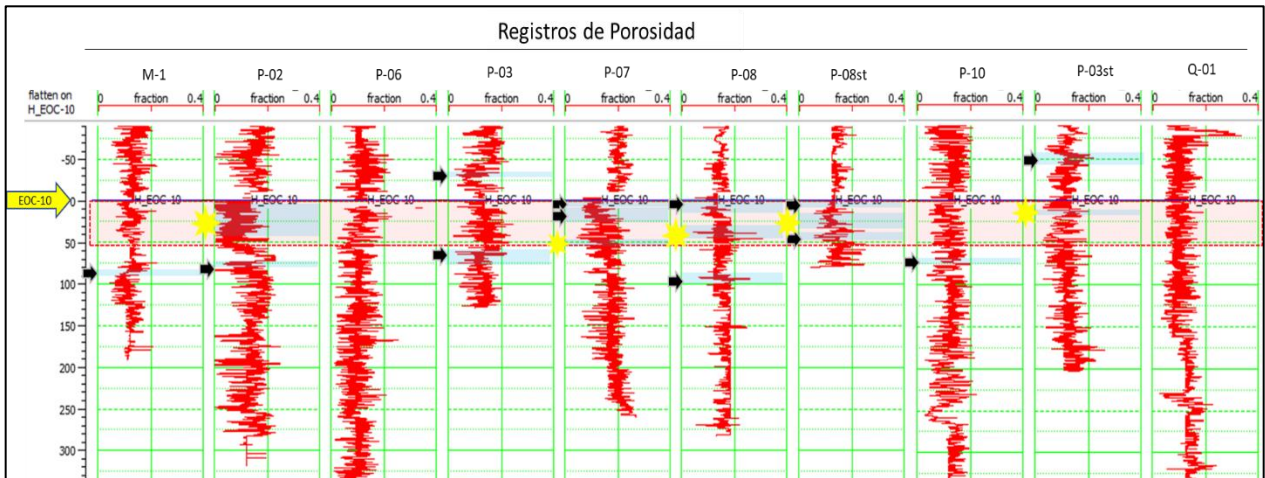 Registros de Porosidad
M-1 P-02 P-06 P-03 P-07 P-08 P-08st P-10 P-03st Q-01
flatten on
H_EOC-10
0 fraction 0.4 0 fraction 0.4 0 fraction 0.4 0 fraction 0.4 0 fraction 0.4 0 fraction 0.4 0 fraction 0.4 0 fraction 0.4 0 fraction 0.4 0 fraction 0.4
-50
EOC-10 0 H_EOC-10 H_EOC-10 H_EOC-10 H_EOC-10 H_EOC-10 H_EOC-10 H_EOC-10 H_EOC-10 H_EOC-10 H_EOC-10
50
100
150
200
250
300